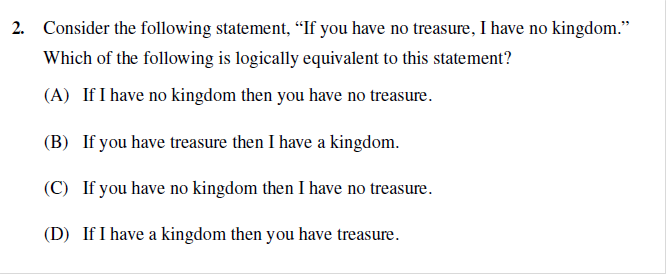 2. Consider the following statement, “If you have no treasure, I have no kingdom.”
Which of the following is logically equivalent to this statement?
(A) If I have no kingdom then you have no treasure.
(B) If you have treasure then I have a kingdom.
(C) If you have no kingdom then I have no treasure.
(D) If I have a kingdom then you have treasure.